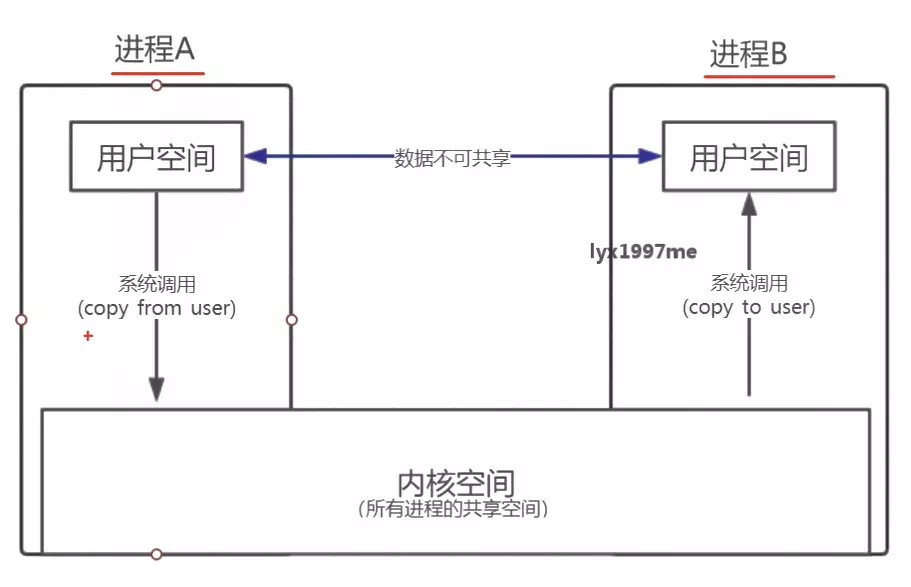 进程A
进程B
用户空间
数据不可共享
用户空间
lyx1997me
系统调用
(copy from user)
系统调用
(copy to user)
内核空间
(所有进程的共享空间)